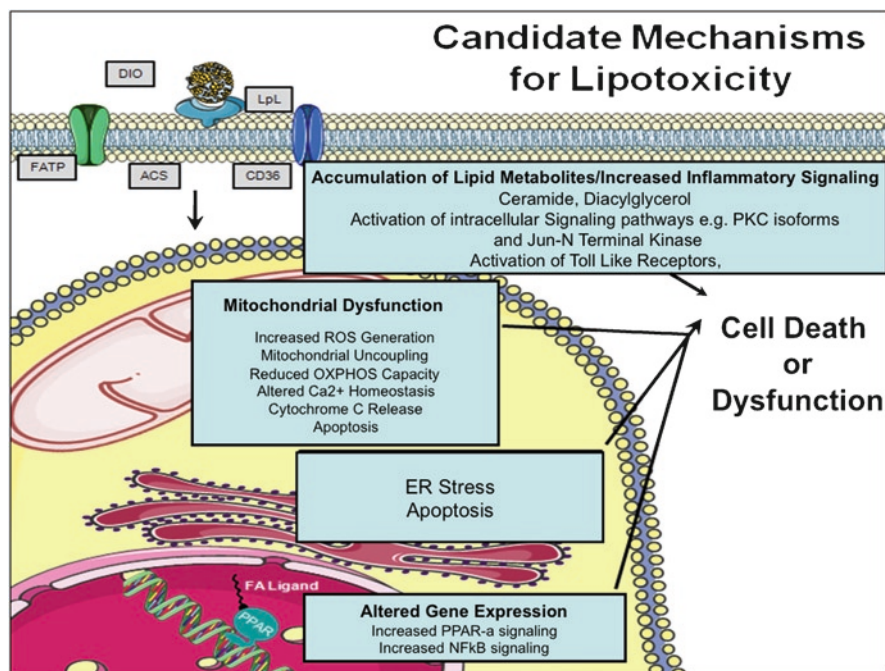 Candidate Mechanisms
for Lipotoxicity
DIO
LpL
FATP
ACS
CD36
Accumulation of Lipid Metabolites/Increased Inflammatory Signaling
Ceramide, Diacylglycerol
Activation of intracellular Signaling pathways e.g. PKC isoforms
and Jun-N Terminal Kinase
Activation of Toll Like Receptors,
Mitochondrial Dysfunction
Increased ROS Generation
Mitochondrial Uncoupling
Reduced OXPHOS Capacity
Altered Ca2+ Homeostasis
Cytochrome C Release
Apoptosis
Cell Death
or
Dysfunction
ER Stress
Apoptosis
FA Ligand
PPAR
Altered Gene Expression
Increased PPAR-a signaling
Increased NFkB signaling